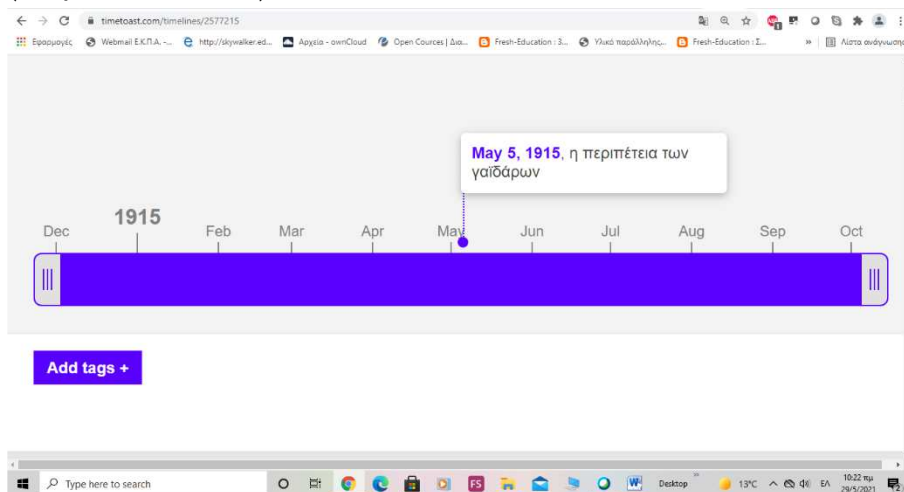 timetoast.com/timelines/2577215
Εφαρμογές Webmail Ε.Κ.Π.Α. -... http://skywalker.ed... Αρχεία - ownCloud Open Cources | Δια... Fresh-Education : 3... Υλικό παράλληλης... Fresh-Education : Σ... » Λίστα ανάγνωσης
May 5, 1915, η περιπέτεια των
γαϊδάρων
Dec 1915 Feb Mar Apr May Jun Jul Aug Sep Oct
Add tags +
Type here to search Desktop 13°C ΕΛ 10:22 πμ
29/5/2021